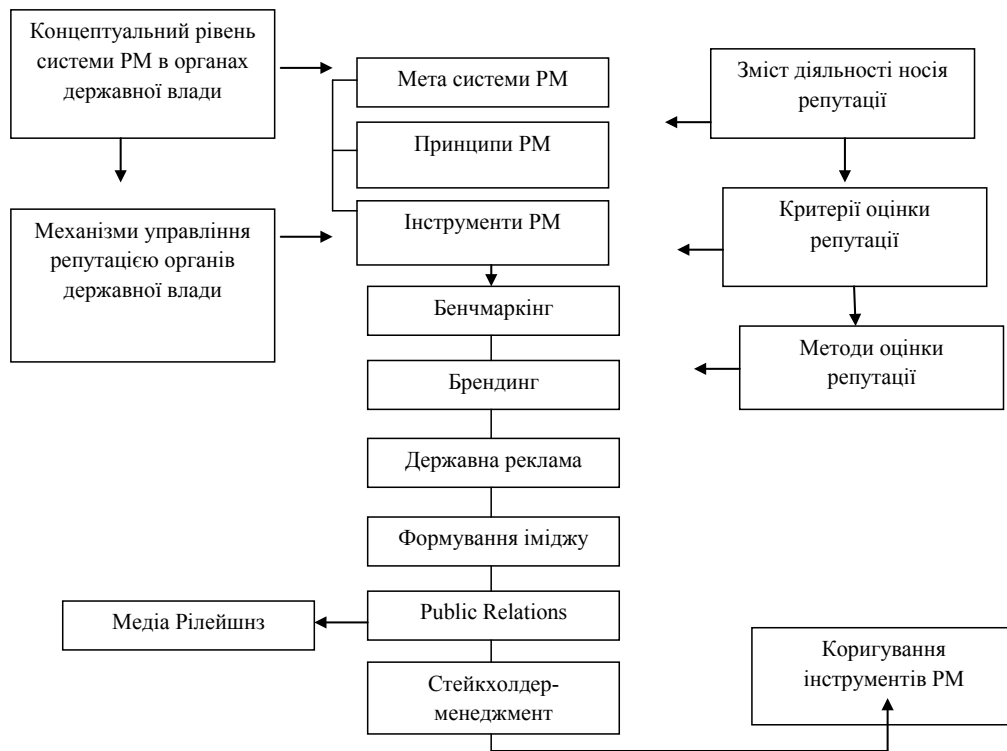 Концептуальний рівень
системи РМ в органах
державної влади
Механізми управління
репутацією органів
державної влади
Мета системи РМ
Принципи РМ
Інструменти РМ
Бенчмаркінг
Брендинг
Державна реклама
Формування іміджу
Public Relations
Медіа Рілейшнз
Стейкхолдер-
менеджмент
Зміст діяльності носія
репутації
Критерії оцінки
репутації
Методи оцінки
репутації
Коригування
інструментів РМ